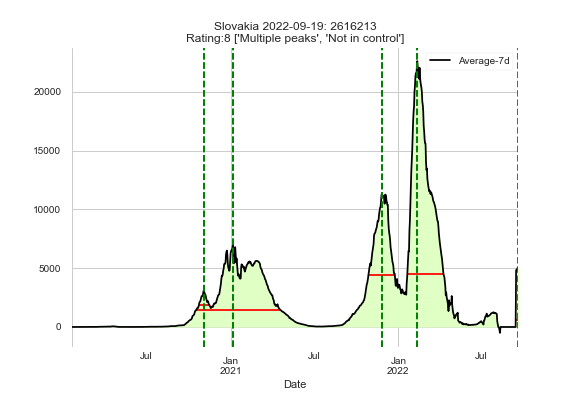 Slovakia 2022-09-19: 2616213
Rating:8 ['Multiple peaks', 'Not in control']
Average-7d
20000
15000
10000
5000
0
Jul
Jan
2021
Jul
Jan
2022
Jul
Date